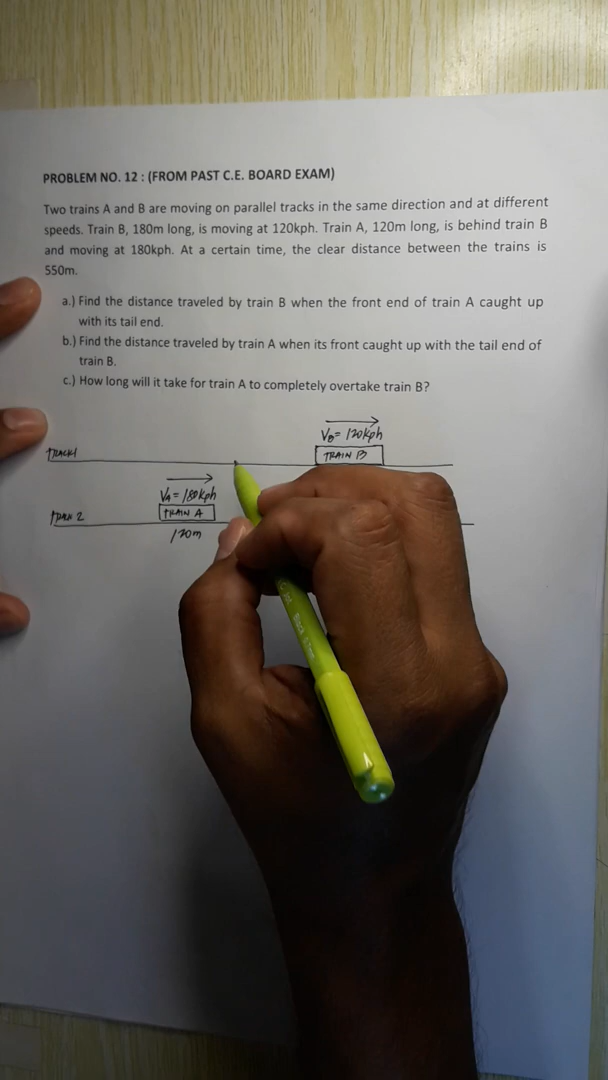 PROBLEM NO. 12 : (FROM PAST C.E. BOARD EXAM)
Two trains A and B are moving on parallel tracks in the same direction and at different
speeds. Train B, 180m long, is moving at 120kph. Train A, 120m long, is behind train B
and moving at 180kph. At a certain time, the clear distance between the trains is
550m.
a.) Find the distance traveled by train B when the front end of train A caught up
with its tail end.
b.) Find the distance traveled by train A when its front caught up with the tail end of
train B.
c.) How long will it take for train A to completely overtake train B?
VB = 120kph
TRACK1
TRAIN B
VA = 180kph
TRACK 2
TRAIN A
120m